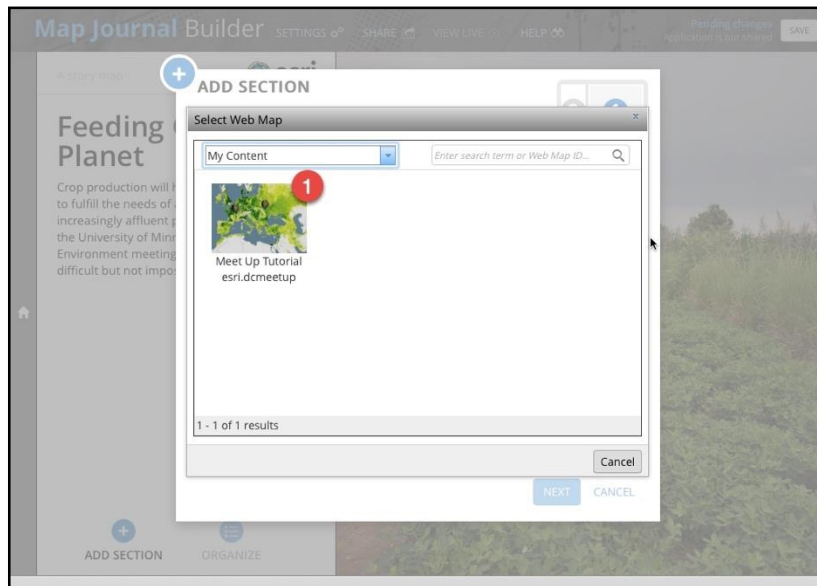 Map Journal Builder SETTINGS SHARE VIEW LIVE HELP
Pending changes
Application is not shared
SAVE
A story map
esri
ADD SECTION
Feeding
Planet
Crop production will
to fulfill the needs of
increasingly affluent
the University of
Environment meeting
difficult but not
Select Web Map
x
My Content
Enter search term or Web Map ID...
1
Meet Up Tutorial
esri.dcmeetup
1 - 1 of 1 results
Cancel
NEXT CANCEL
ADD SECTION ORGANIZE